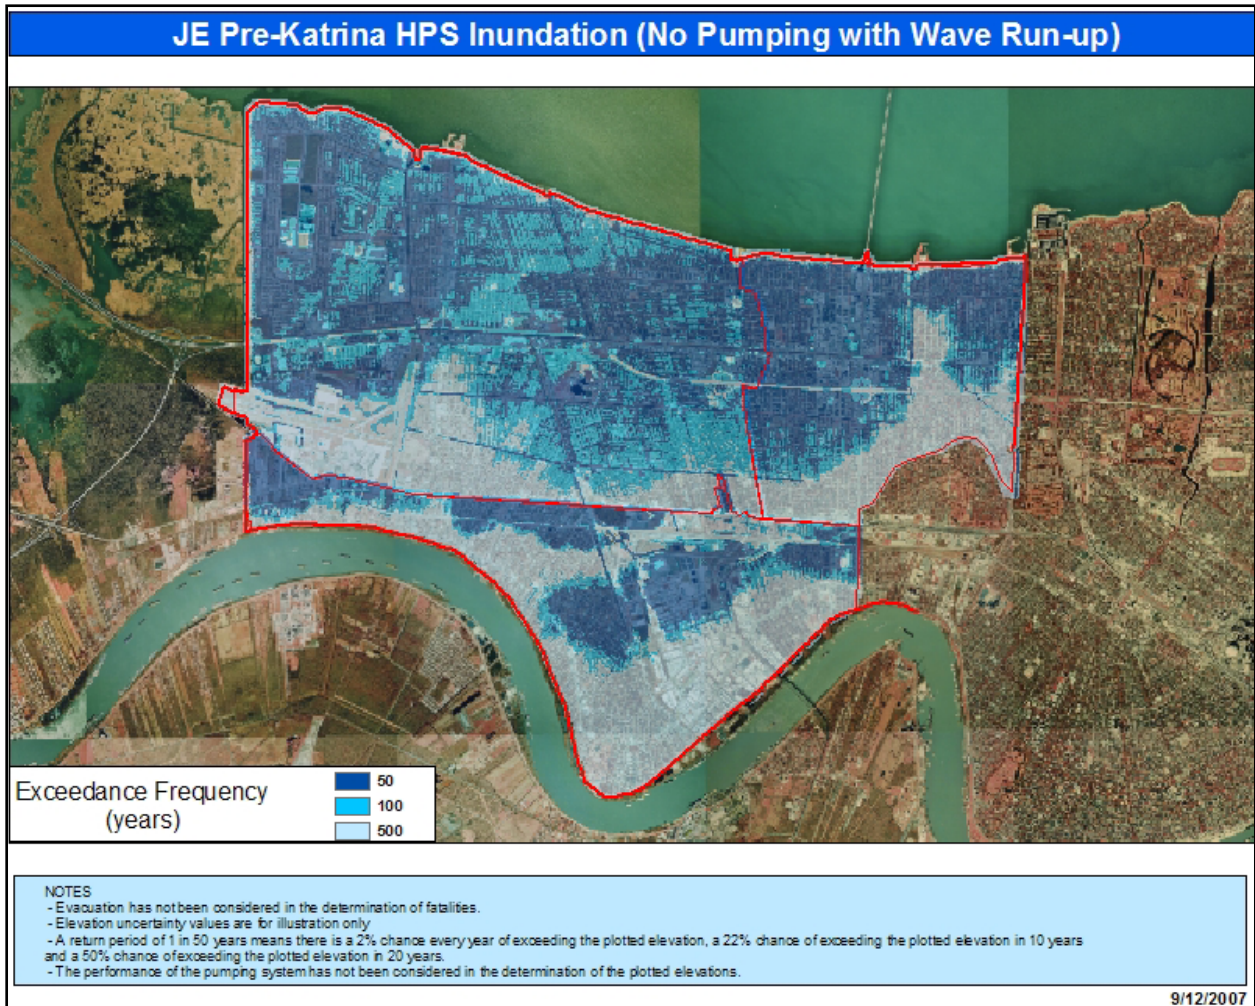 JE Pre-Katrina HPS Inundation (No Pumping with Wave Run-up)
Exceedance Frequency
(years)
50
100
500
NOTES
- Evacuation has not been considered in the determination of fatalities.
- Elevation uncertainty values are for illustration only
- A return period of 1 in 50 years means there is a 2% chance every year of exceeding the plotted elevation, a 22% chance of exceeding the plotted elevation in 10 years
and a 50% chance of exceeding the plotted elevation in 20 years.
- The performance of the pumping system has not been considered in the determination of the plotted elevations.
9/12/2007